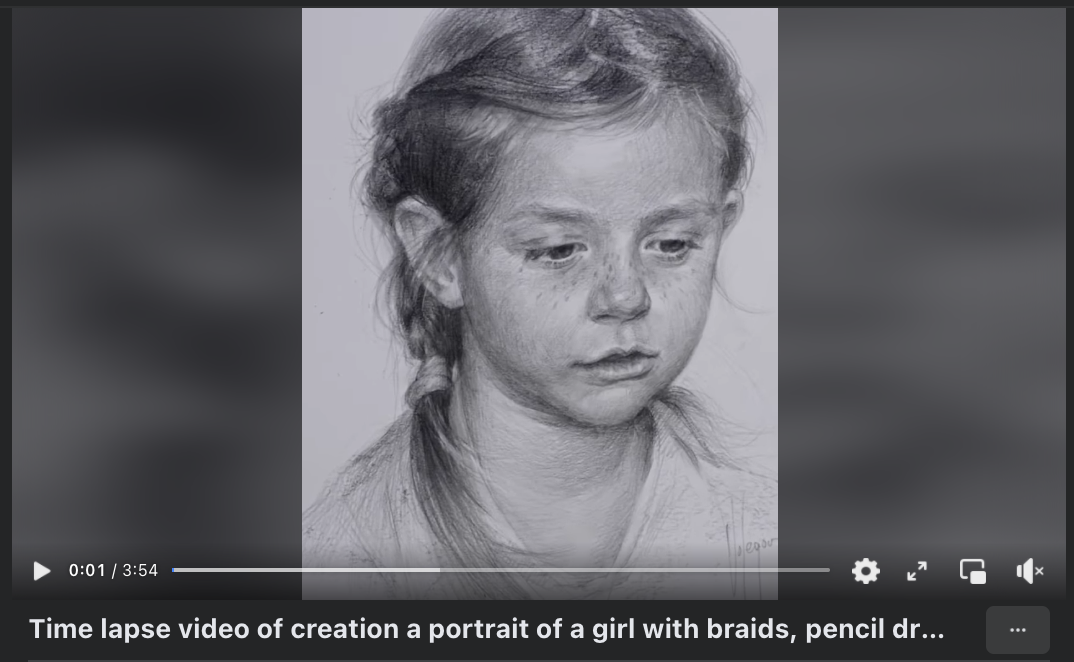 0:01 / 3:54
Time lapse video of creation a portrait of a girl with braids, pencil dr...